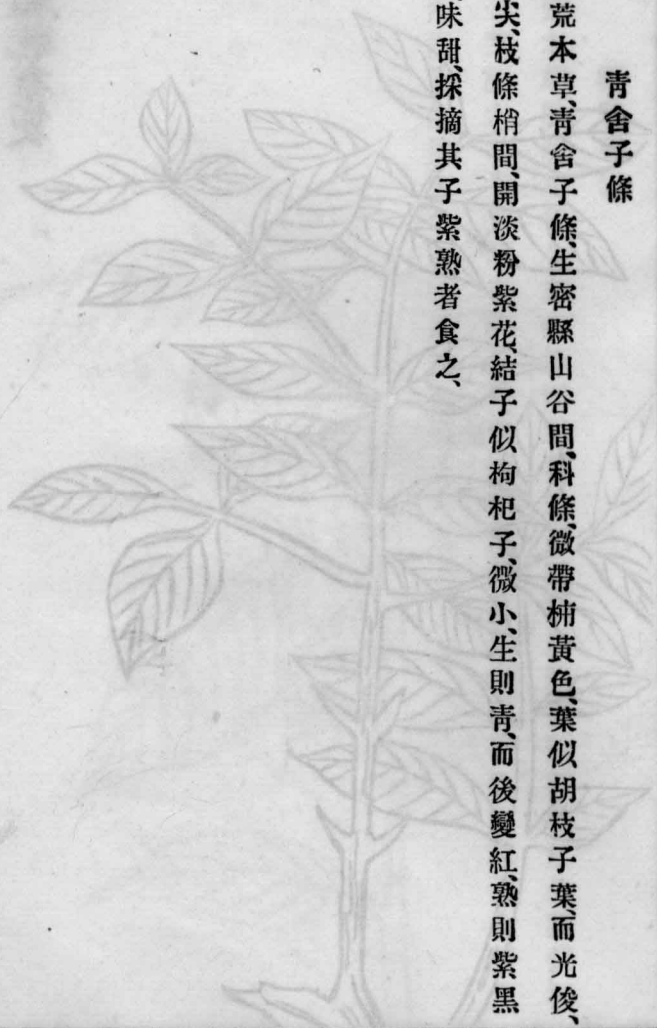 青舍子條
荒本草、青舍子條、生密縣山谷間、科條、微帶柿黃色、葉似胡枝子葉、而光俊、
尖、枝條梢間、開淡粉紫花、結子似枸杞子、微小、生則青、而後變紅、熟則紫黑
味甜、採摘其子紫熟者食之、